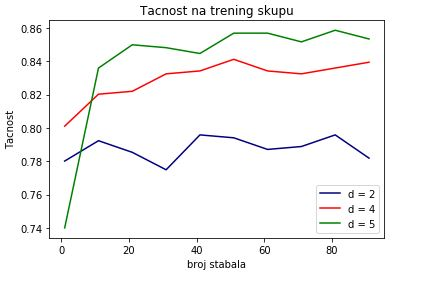 Tacnost na trening skupu
0.86
0.84
0.82
0.80
0.78
0.76
0.74
Tacnost
d = 2
d = 4
d = 5
0 20 40 60 80
broj stabala